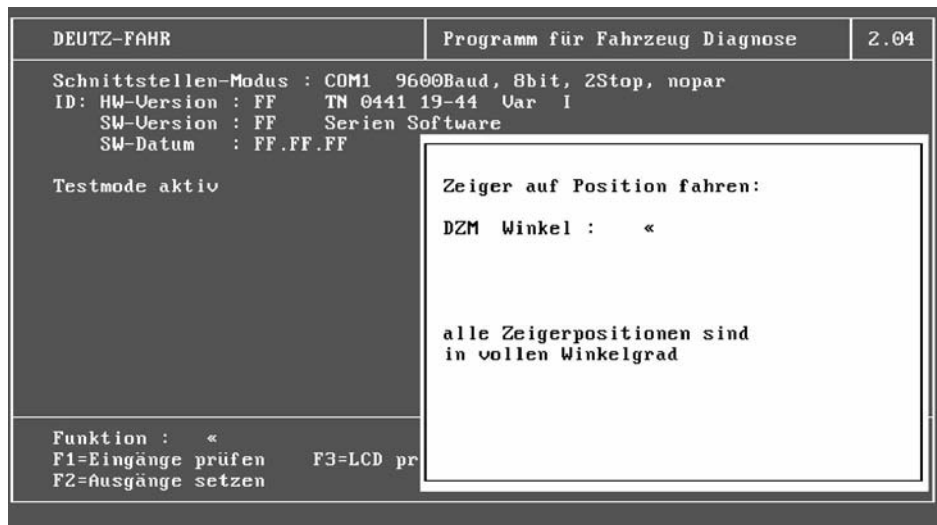 DEUTZ-FAHR
Programm für Fahrzeug Diagnose
2.04
Schnittstellen-Modus : COM1 9600Baud, 8bit, 2Stop, nopar
ID: HW-Version : FF TN 0441 19-44 Var I
SW-Version : FF Serien Software
SW-Datum : FF.FF.FF
Testmode aktiv
Zeiger auf Position fahren:
DZM Winkel : «
alle Zeigerpositionen sind
in vollen Winkelgrad
Funktion : «
F1=Eingänge prüfen F3=LCD pr
F2=Ausgänge setzen